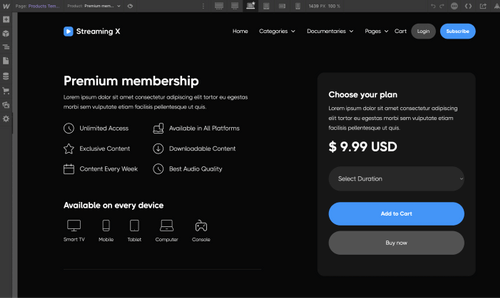 Page: Products Tem...
Product: Premium mem...
1438 PX 100 %
Streaming X
Home Categories Documentaries Pages Cart Login Subscribe
Premium membership
Lorem ipsum dolor sit amet consectetur adipiscing elit tortor eu egestas
morbi sem vulputate etiam facilisis pellentesque ut quis.
Unlimited Access
Available in All Platforms
Exclusive Content
Downloadable Content
Content Every Week
Best Audio Quality
Available on every device
Smart TV Mobile Tablet Computer Console
Choose your plan
Lorem ipsum dolor sit amet consectetur
adipiscing elit tortor eu egestas morbi sem
vulputate etiam facilisis pellentesque ut quis.
$ 9.99 USD
Select Duration
Add to Cart
Buy now